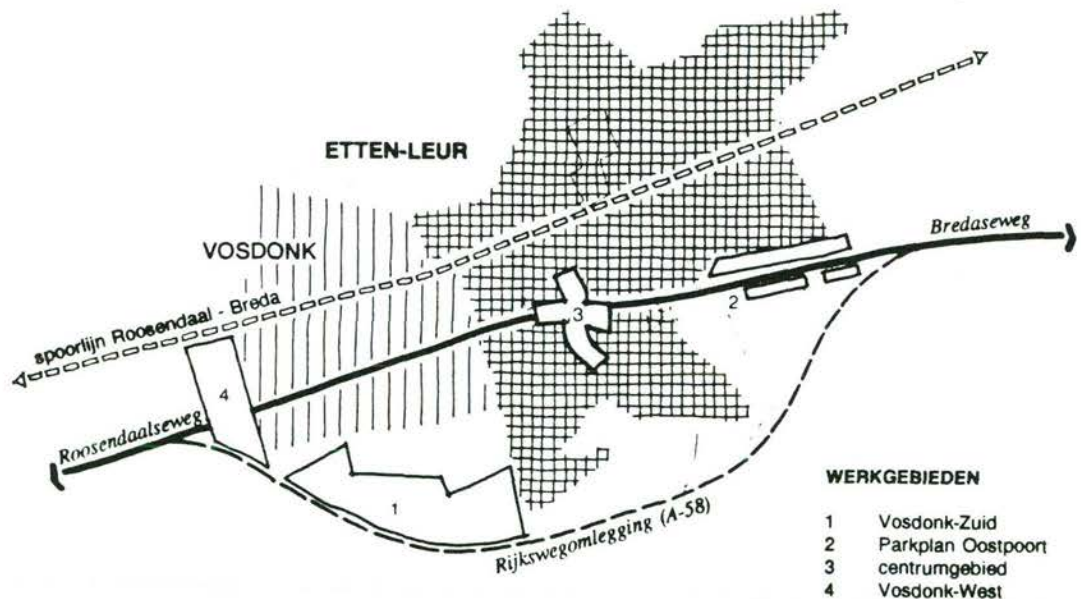 ETTEN-LEUR
VOSDONK
Bredaseweg
spoorlijn Roosendaal - Breda
2
3
4
Roosendaalseweg
1
Rijkswegomlegging (A-58)
WERKGEBIEDEN
1 Vosdonk-Zuid
2 Parkplan Oostpoort
3 centrumgebied
4 Vosdonk-West